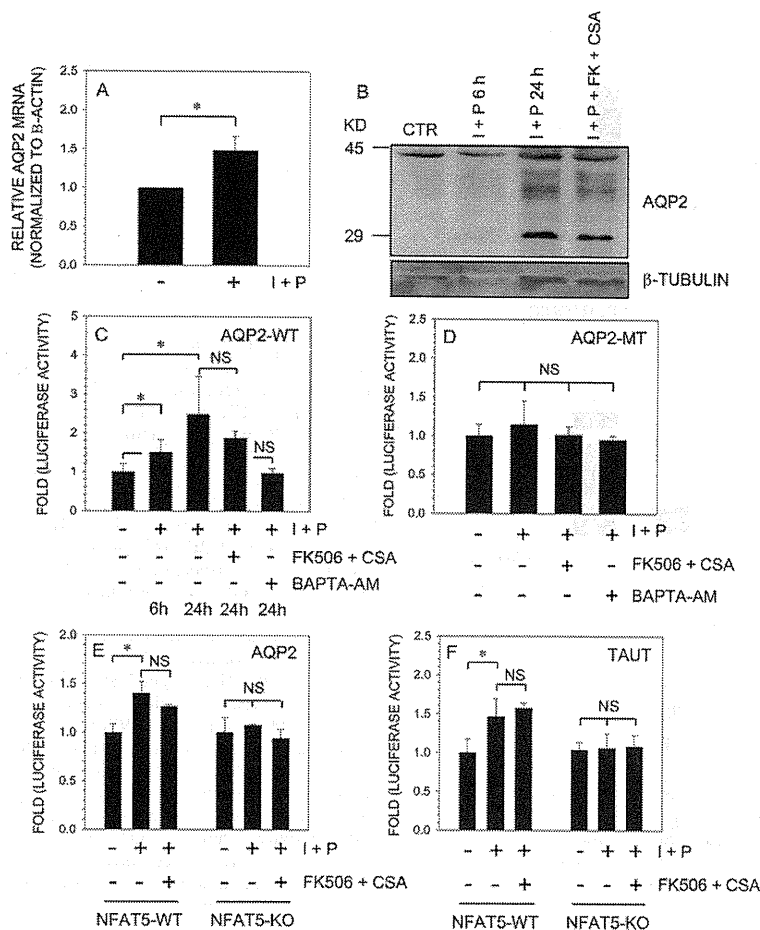 A
RELATIVE AQP2 MRNA
(NORMALIZED TO B-ACTIN)
2.5
2.0
1.5
1.0
0.5
0.0
*
- + I + P
B
KD
CTR
I + P 6 h
I + P 24 h
I + P + FK + CSA
45
29
AQP2
β-TUBULIN
C
AQP2-WT
FOLD (LUCIFERASE ACTIVITY)
5
4
3
2
1
0
*
*
NS
NS
- + + + + I + P
- - - + - FK506 + CSA
- - - - + BAPTA-AM
6h 24h 24h 24h
D
AQP2-MT
FOLD (LUCIFERASE ACTIVITY)
2.5
2.0
1.5
1.0
0.5
0.0
NS
- + + + I + P
- - + - FK506 + CSA
- - - + BAPTA-AM
E
AQP2
FOLD (LUCIFERASE ACTIVITY)
2.0
1.5
1.0
0.5
0.0
*
NS
NS
- + + - + + I + P
- - + - - + FK506 + CSA
NFAT5-WT NFAT5-KO
F
TAUT
FOLD (LUCIFERASE ACTIVITY)
2.5
2.0
1.5
1.0
0.5
0.0
*
NS
NS
- + + - + + I + P
- - + - - + FK506 + CSA
NFAT5-WT NFAT5-KO